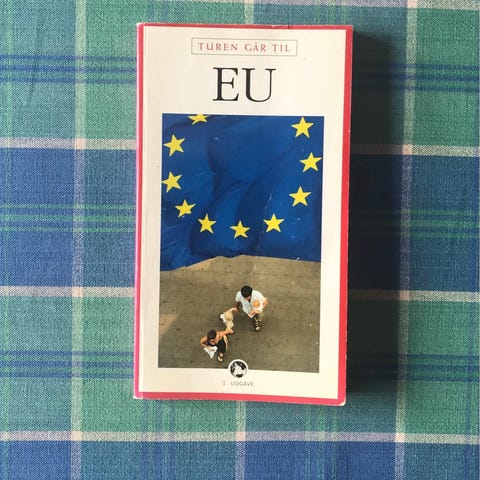 TUREN GÅR TIL
EU
1. UDGAVE